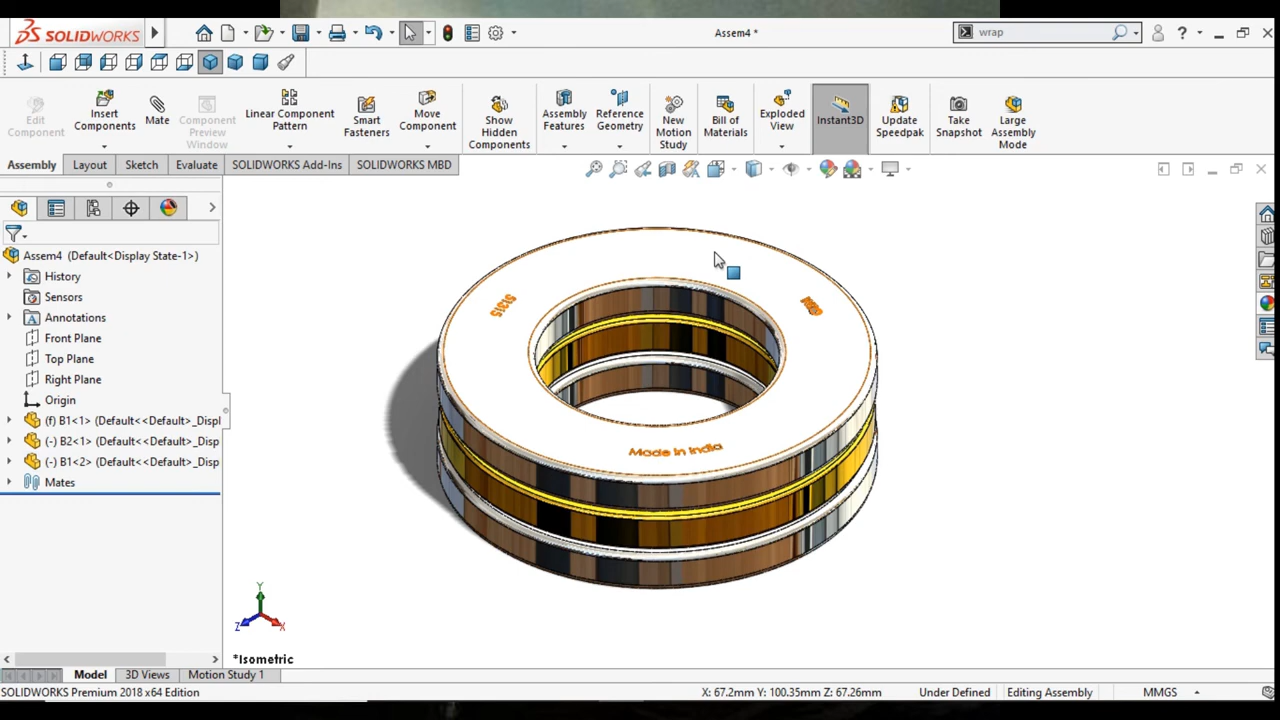 SOLIDWORKS
Assem4 *
wrap
Edit Component
Insert Components
Mate
Component Preview Window
Linear Component Pattern
Smart Fasteners
Move Component
Show Hidden Components
Assembly Features
Reference Geometry
New Motion Study
Bill of Materials
Exploded View
Instant3D
Update Speedpak
Take Snapshot
Large Assembly Mode
Assembly
Layout
Sketch
Evaluate
SOLIDWORKS Add-Ins
SOLIDWORKS MBD
Assem4 (Default<Display State-1>)
History
Sensors
Annotations
Front Plane
Top Plane
Right Plane
Origin
(f) B1<1> (Default<<Default>_Displ
(-) B2<1> (Default<<Default>_Disp
(-) B1<2> (Default<<Default>_Disp
Mates
51315
Made in India
Y
Z
X
*Isometric
Model
3D Views
Motion Study 1
SOLIDWORKS Premium 2018 x64 Edition
X: 67.2mm Y: 100.35mm Z: 67.26mm
Under Defined
Editing Assembly
MMGS